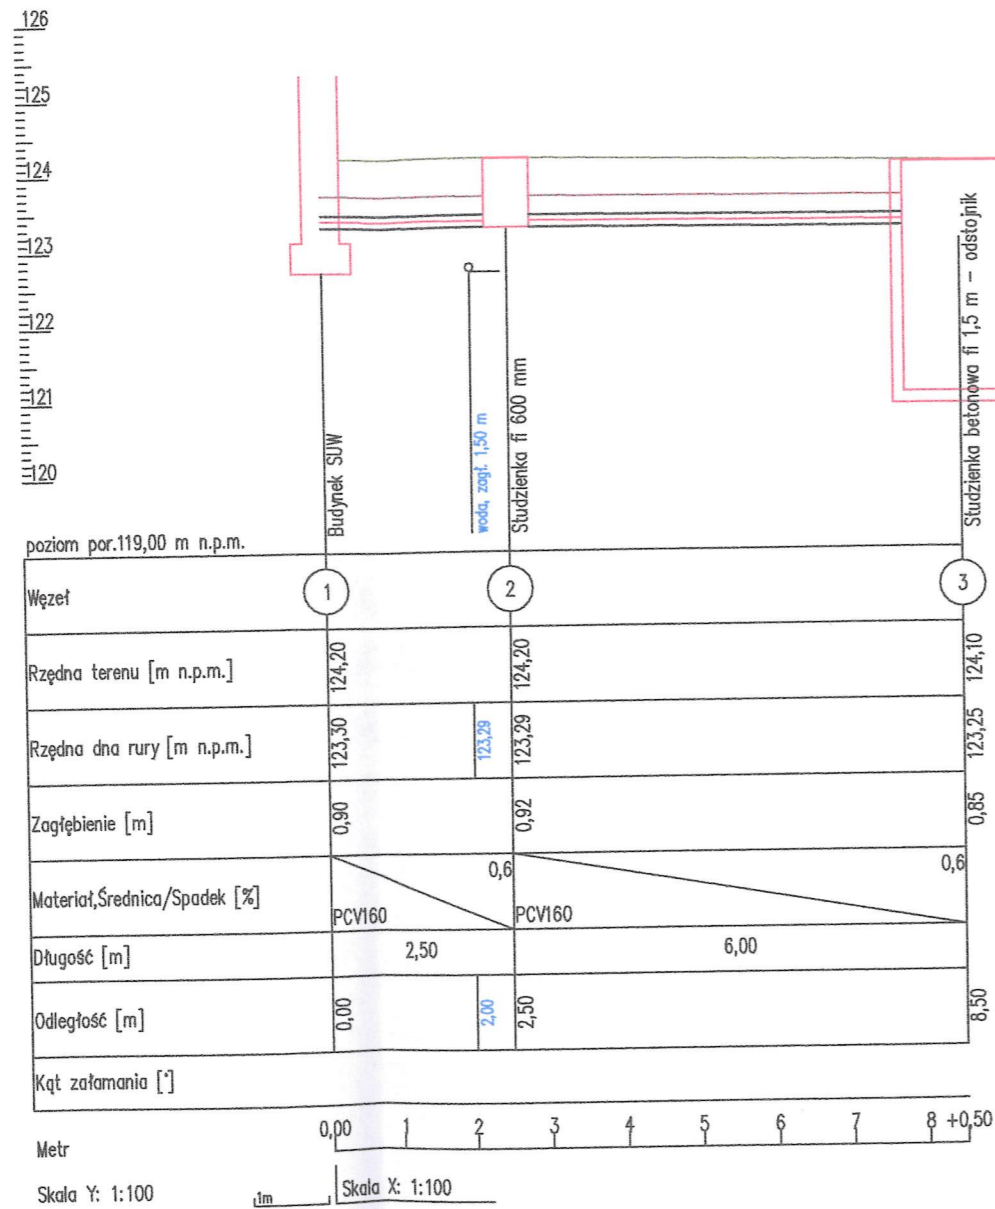 126
125
124
123
122
121
120
Budynek SUW
woda, zagł. 1,50 m
Studzienka fi 600 mm
Studzienka betonowa fi 1,5 m – odstojnik
poziom por.119,00 m n.p.m.
Węzeł 1 2 3
Rzędna terenu [m n.p.m.] 124,20 124,20 124,10
Rzędna dna rury [m n.p.m.] 123,30 123,29 123,29 123,25
Zagłębienie [m] 0,90 0,92 0,85
Materiał,Średnica/Spadek [%] PCV160 0,6 PCV160 0,6
Długość [m] 2,50 6,00
Odległość [m] 0,00 2,00 2,50 8,50
Kąt załamania [°]
Metr 0,00 1 2 3 4 5 6 7 8 +0,50
Skala Y: 1:100 1m Skala X: 1:100